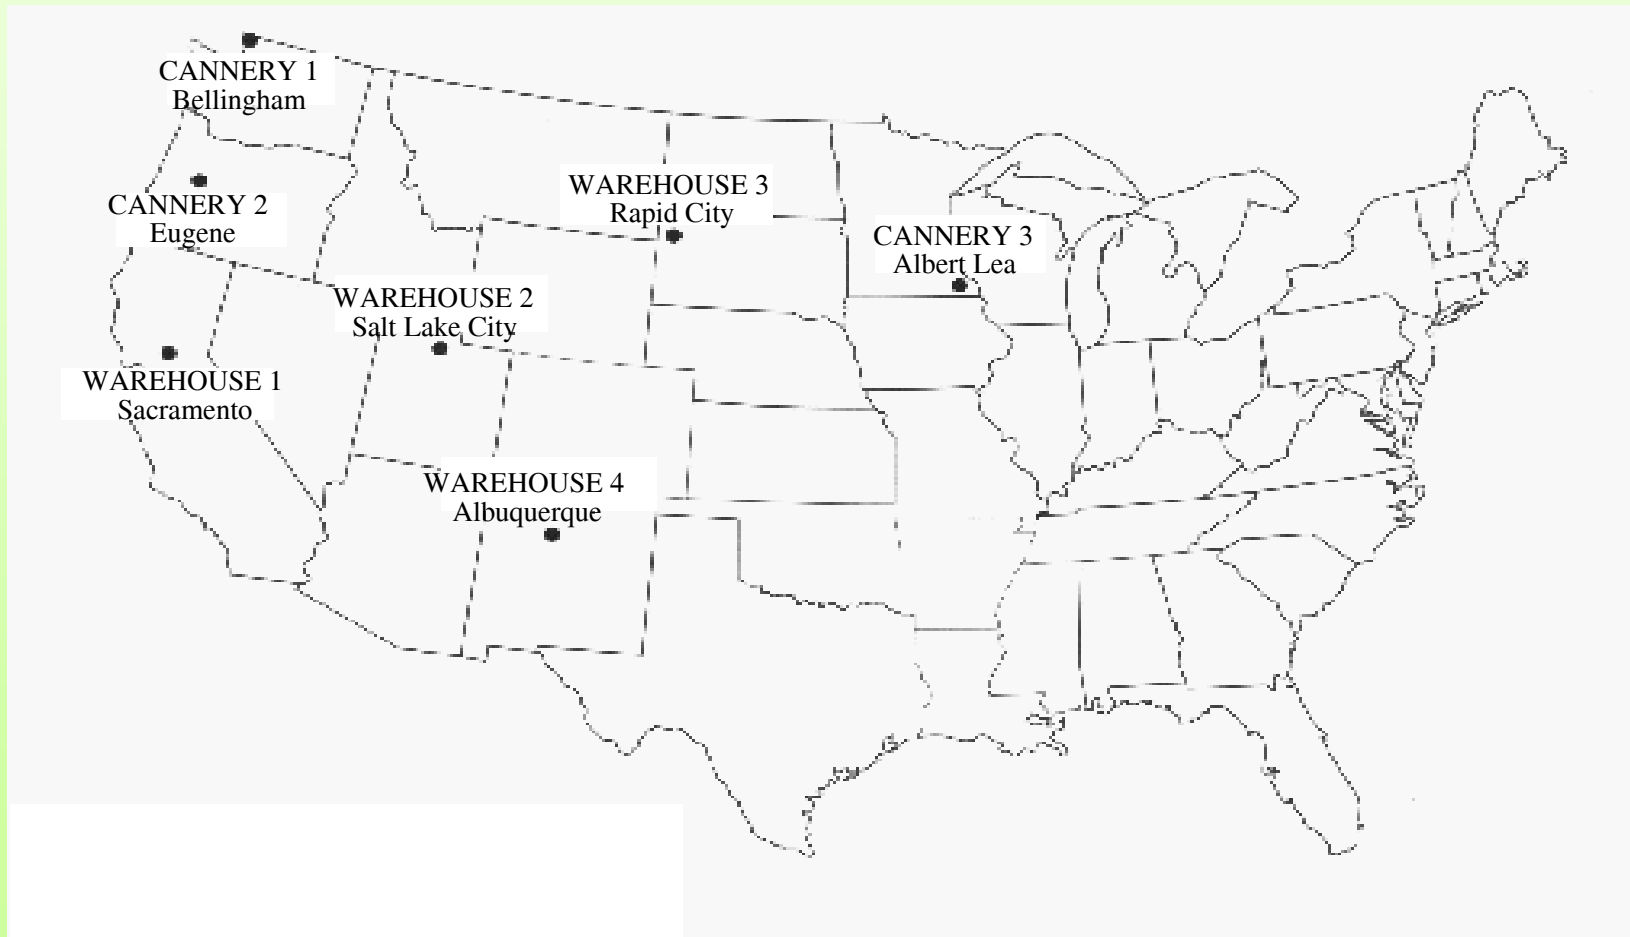 CANNERY 1
Bellingham
WAREHOUSE 3
Rapid City
CANNERY 2
Eugene
CANNERY 3
Albert Lea
WAREHOUSE 2
Salt Lake City
WAREHOUSE 1
Sacramento
WAREHOUSE 4
Albuquerque